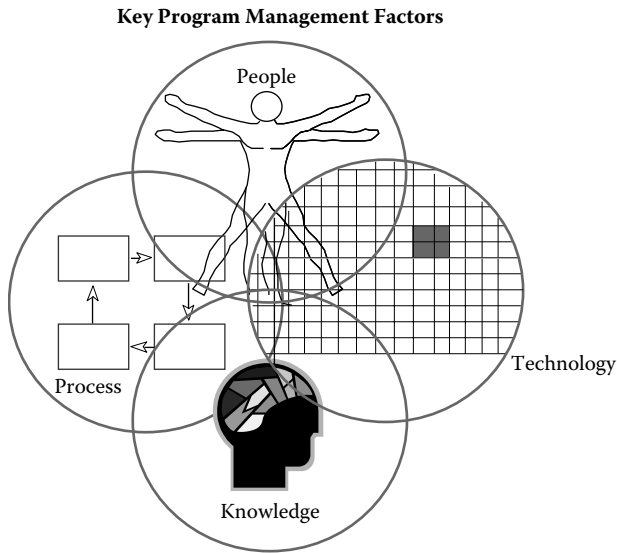 Key Program Management Factors
People
Technology
Process
Knowledge